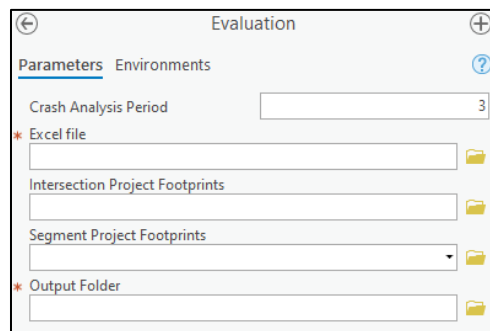 Evaluation
Parameters Environments
Crash Analysis Period 3
* Excel file
Intersection Project Footprints
Segment Project Footprints
* Output Folder